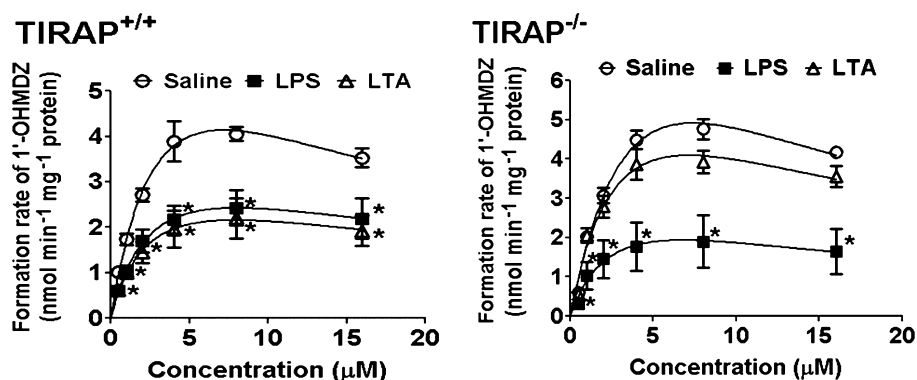 TIRAP+/+
Saline LPS LTA
Formation rate of 1'-OHMDZ
(nmol min-1 mg-1 protein)
5
4
3
2
1
0
* * * * * * * * * *
0 5 10 15 20
Concentration (μM)
TIRAP-/-
Saline LPS LTA
Formation rate of 1'-OHMDZ
(nmol min-1 mg-1 protein)
6
5
4
3
2
1
0
* * * * * *
0 5 10 15 20
Concentration (μM)